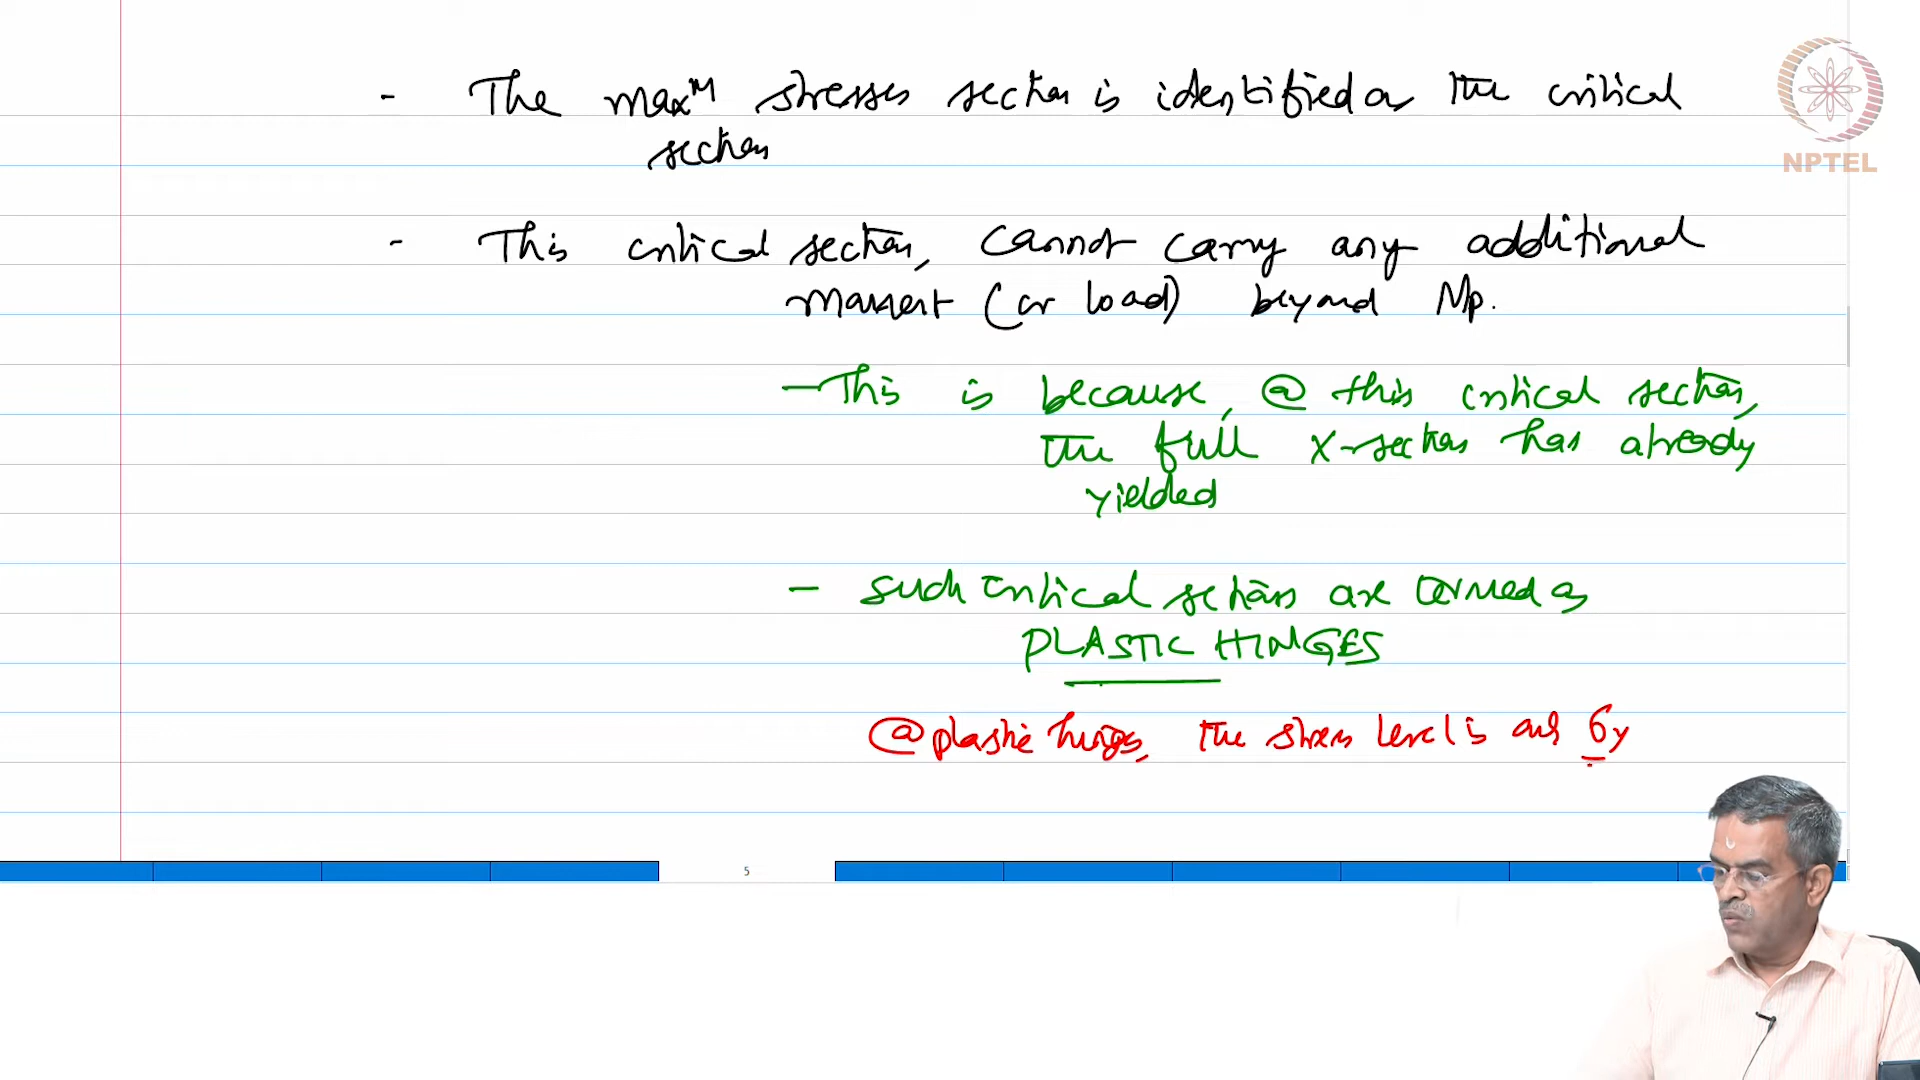 - The max^m stresses section is identified as the critical
section
NPTEL
- This critical section, cannot carry any additional
moment (or load) beyond Mp.
- This is because, @ this critical section,
the full x-section has already
yielded
- such critical sections are termed as
PLASTIC HINGES
@ plastic hinges, the stress level is only σy
5